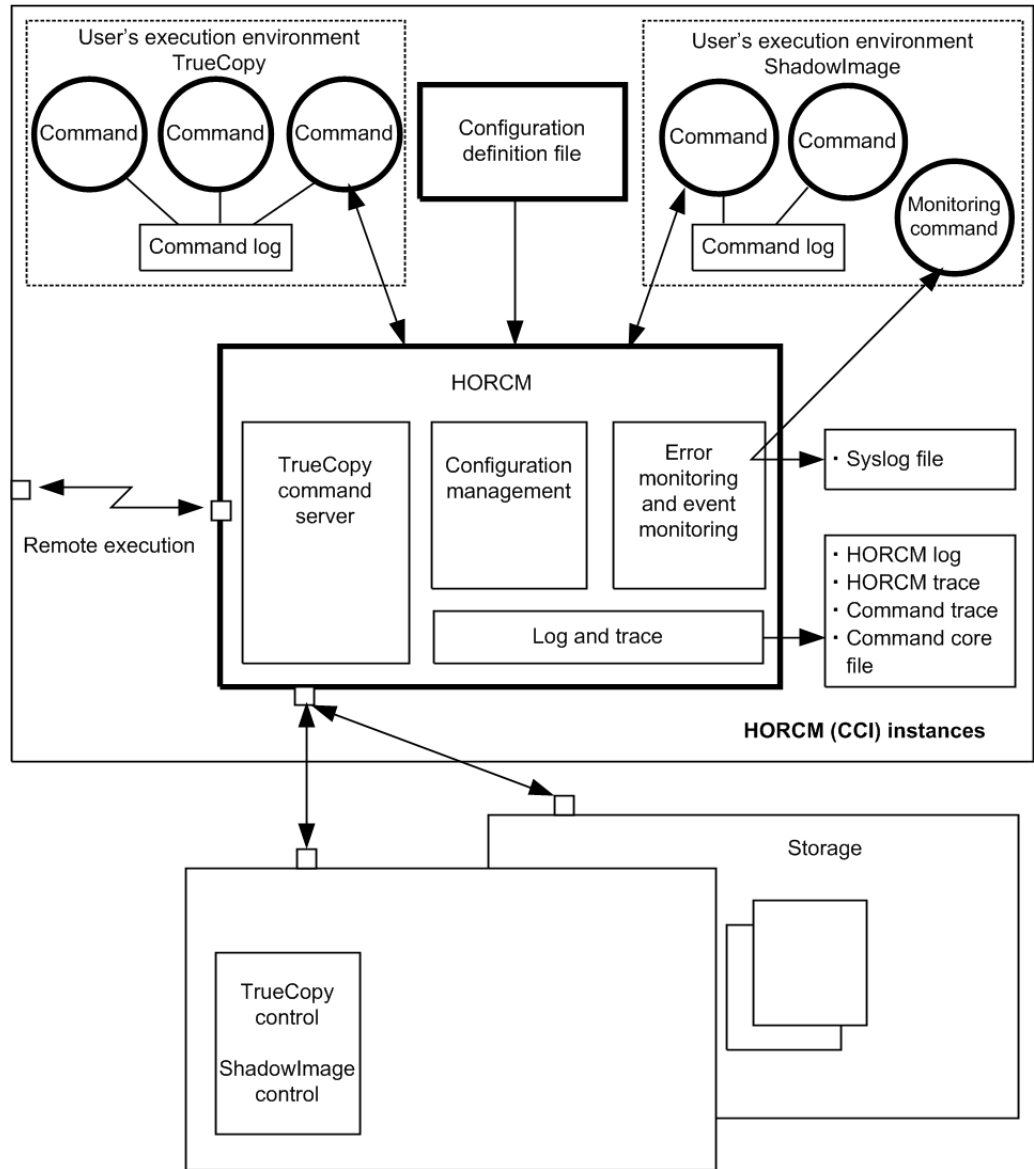 User’s execution environment
TrueCopy
Command
Command
Command
Command log
Configuration
definition file
User’s execution environment
ShadowImage
Command
Command
Monitoring
command
Command log
HORCM
TrueCopy
command
server
Configuration
management
Error
monitoring
and event
monitoring
· Syslog file
Remote execution
Log and trace
· HORCM log
· HORCM trace
· Command trace
· Command core
file
HORCM (CCI) instances
Storage
TrueCopy
control
ShadowImage
control